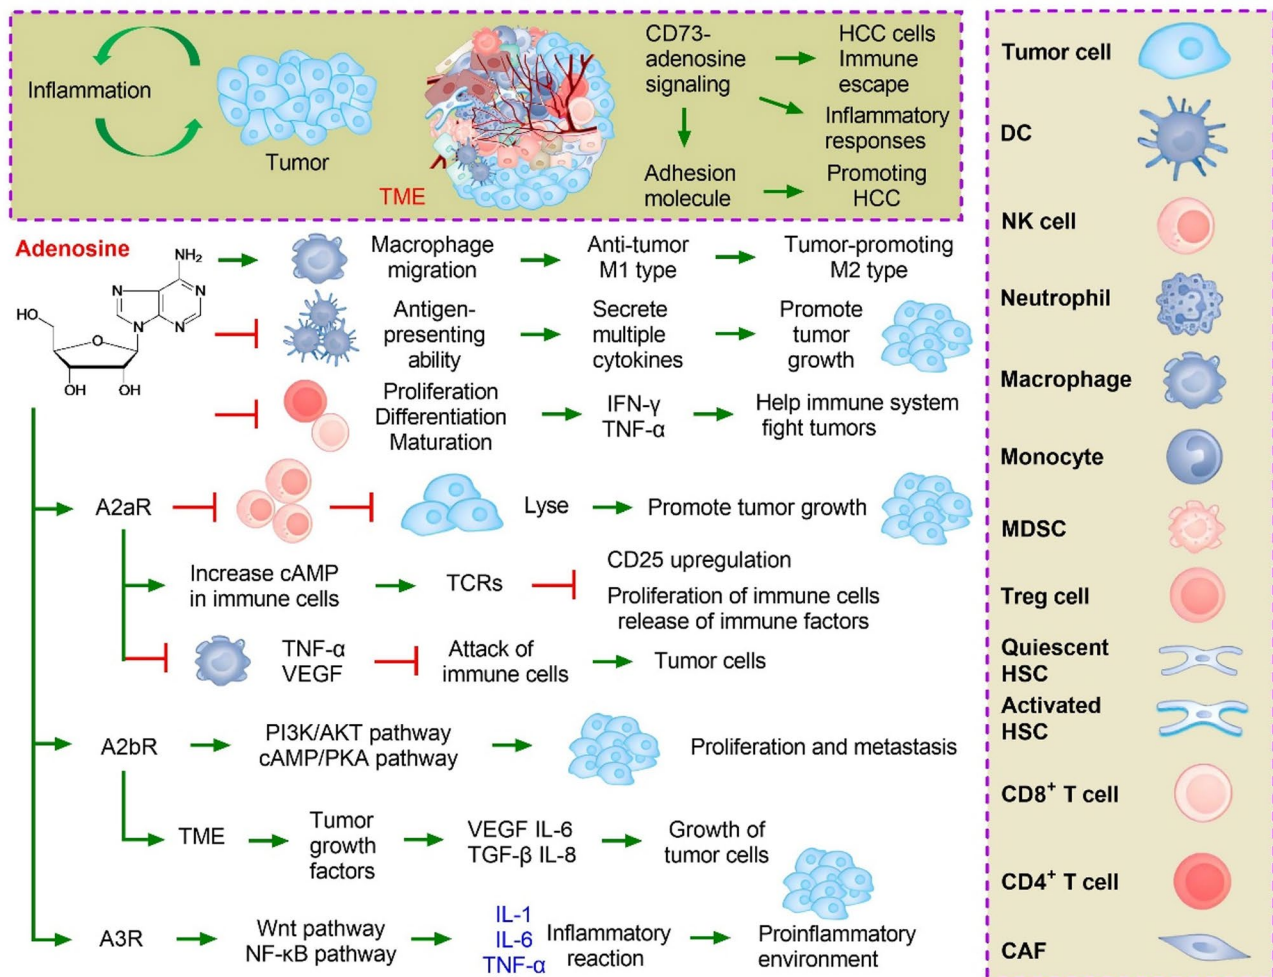 Inflammation
Tumor
TME
CD73-
adenosine
signaling
HCC cells
Immune
escape
Inflammatory
responses
Adhesion
molecule
Promoting
HCC
Adenosine
NH₂
N
N
N
N
HO
O
OH
OH
Macrophage
migration
Anti-tumor
M1 type
Tumor-promoting
M2 type
Antigen-
presenting
ability
Secrete
multiple
cytokines
Promote
tumor
growth
Proliferation
Differentiation
Maturation
IFN-γ
TNF-α
Help immune system
fight tumors
A2aR
Lyse
Promote tumor growth
Increase cAMP
in immune cells
TCRs
CD25 upregulation
Proliferation of immune cells
release of immune factors
TNF-α
VEGF
Attack of
immune cells
Tumor cells
A2bR
PI3K/AKT pathway
cAMP/PKA pathway
Proliferation and metastasis
TME
Tumor
growth
factors
VEGF IL-6
TGF-β IL-8
Growth of
tumor cells
A3R
Wnt pathway
NF-κB pathway
IL-1
IL-6
TNF-α
Inflammatory
reaction
Proinflammatory
environment
Tumor cell
DC
NK cell
Neutrophil
Macrophage
Monocyte
MDSC
Treg cell
Quiescent
HSC
Activated
HSC
CD8⁺ T cell
CD4⁺ T cell
CAF